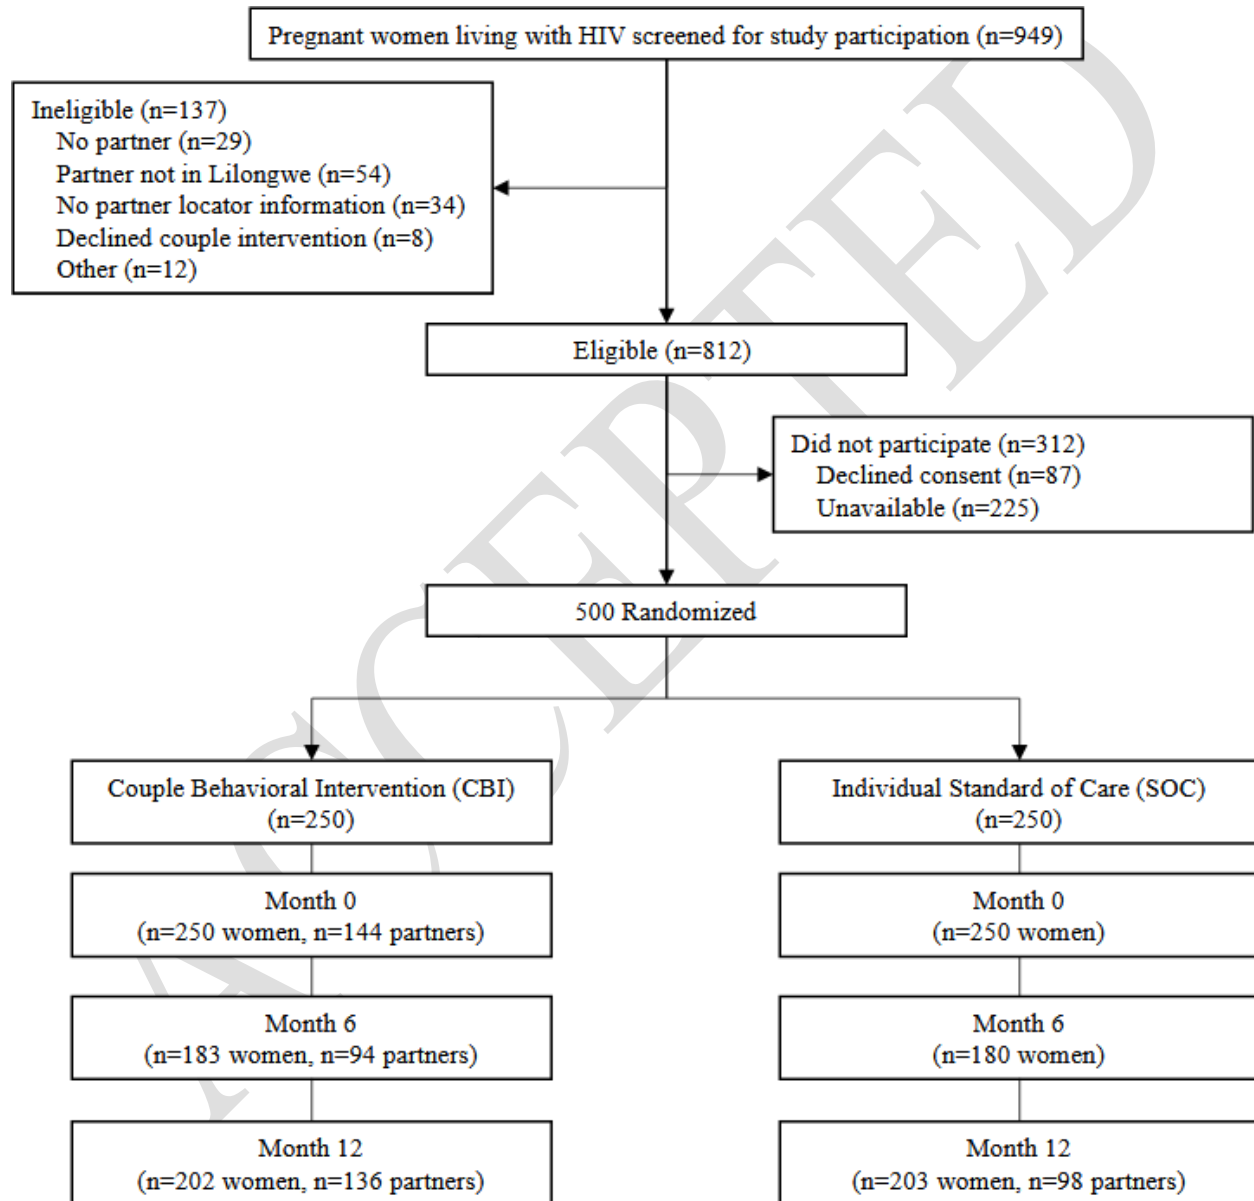 Pregnant women living with HIV screened for study participation (n=949)
Ineligible (n=137)
No partner (n=29)
Partner not in Lilongwe (n=54)
No partner locator information (n=34)
Declined couple intervention (n=8)
Other (n=12)
Eligible (n=812)
Did not participate (n=312)
Declined consent (n=87)
Unavailable (n=225)
500 Randomized
Couple Behavioral Intervention (CBI)
(n=250)
Individual Standard of Care (SOC)
(n=250)
Month 0
(n=250 women, n=144 partners)
Month 0
(n=250 women)
Month 6
(n=183 women, n=94 partners)
Month 6
(n=180 women)
Month 12
(n=202 women, n=136 partners)
Month 12
(n=203 women, n=98 partners)
ACCEPTED